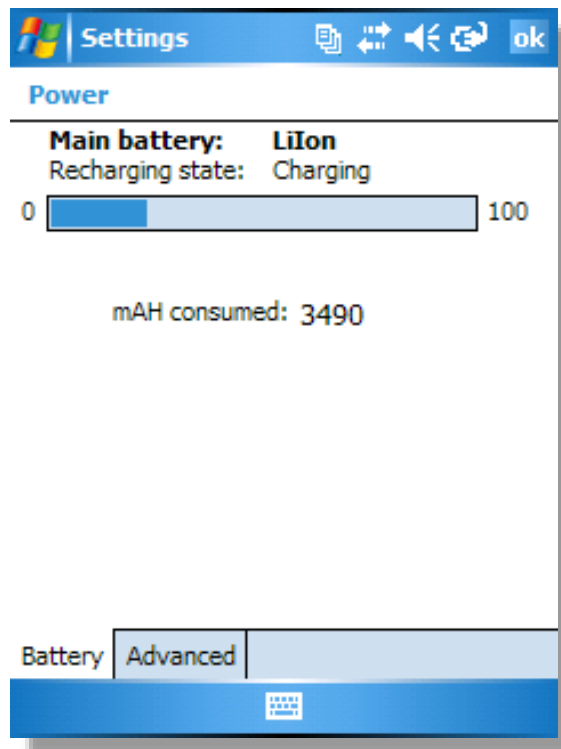 Settings ok
Power
Main battery: LiIon
Recharging state: Charging
0 100
mAH consumed: 3490
Battery Advanced